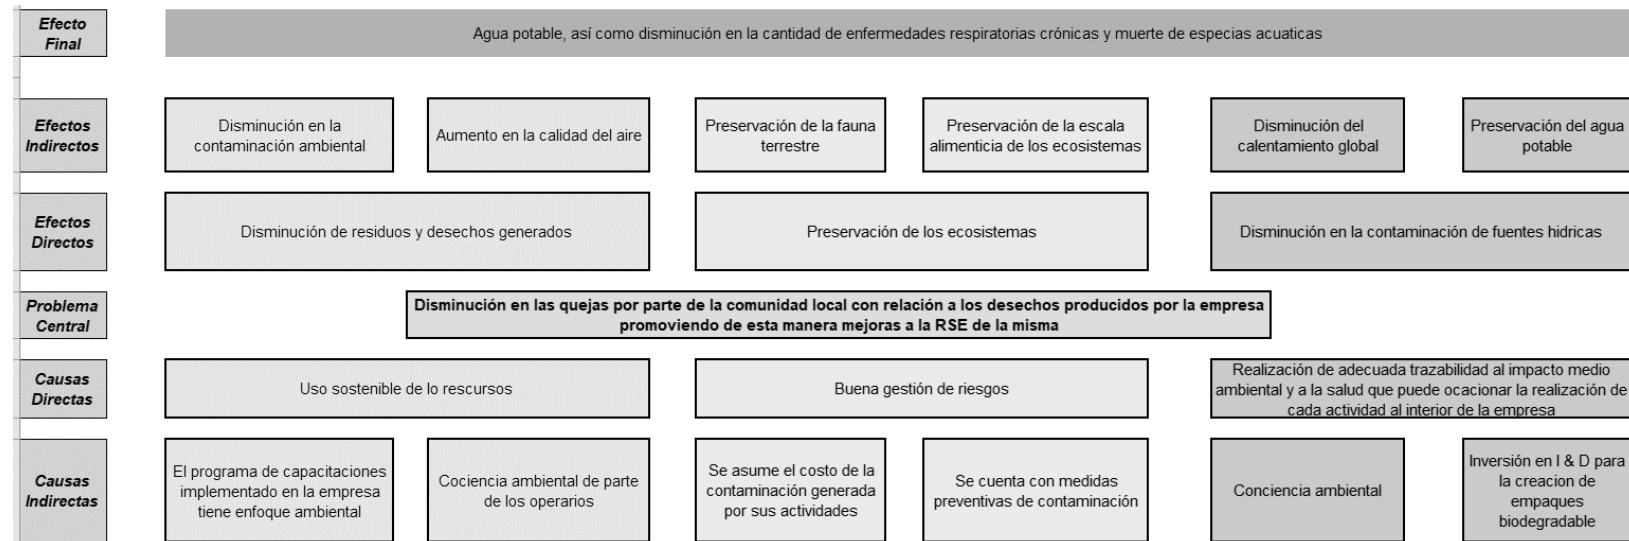 Efecto
Final
Agua potable, así como disminución en la cantidad de enfermedades respiratorias crónicas y muerte de especies acuaticas
Efectos
Indirectos
Disminución en la
contaminación ambiental
Aumento en la calidad del aire
Preservación de la fauna
terrestre
Preservación de la escala
alimenticia de los ecosistemas
Disminución del
calentamiento global
Preservación del agua
potable
Efectos
Directos
Disminución de residuos y desechos generados
Preservación de los ecosistemas
Disminución en la contaminación de fuentes hidricas
Problema
Central
Disminución en las quejas por parte de la comunidad local con relación a los desechos producidos por la empresa
promoviendo de esta manera mejoras a la RSE de la misma
Causas
Directas
Uso sostenible de lo rescursos
Buena gestión de riesgos
Realización de adecuada trazabilidad al impacto medio
ambiental y a la salud que puede ocacionar la realización de
cada actividad al interior de la empresa
Causas
Indirectas
El programa de capacitaciones
implementado en la empresa
tiene enfoque ambiental
Cociencia ambiental de parte
de los operarios
Se asume el costo de la
contaminación generada
por sus actividades
Se cuenta con medidas
preventivas de contaminación
Conciencia ambiental
Inversión en I & D para
la creacion de
empaques
biodegradable